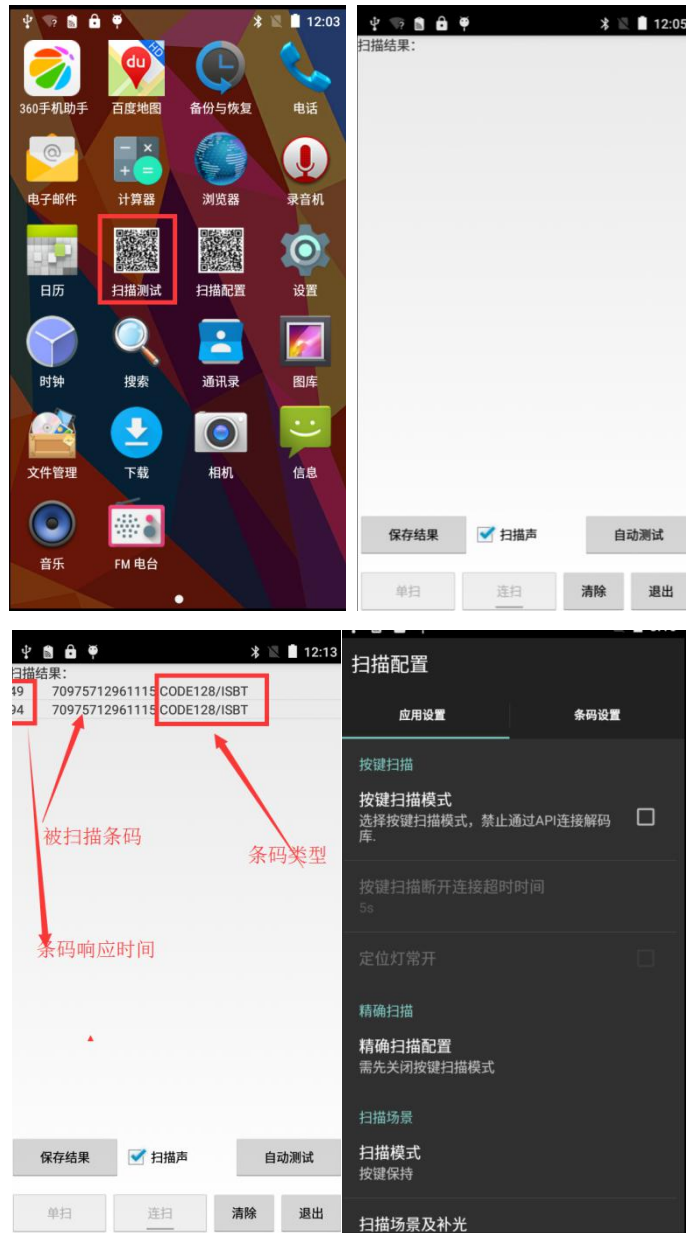 12:03
360手机助手 百度地图 备份与恢复 电话
电子邮件 计算器 浏览器 录音机
日历 扫描测试 扫描配置 设置
时钟 搜索 通讯录 图库
文件管理 下载 相机 信息
音乐 FM 电台
12:05
扫描结果:
保存结果 扫描声 自动测试
单扫 连扫 清除 退出
12:13
扫描结果:
49 70975712961115 CODE128/ISBT
94 70975712961115 CODE128/ISBT
被扫描条码
条码类型
条码响应时间
保存结果 扫描声 自动测试
单扫 连扫 清除 退出
扫描配置
应用设置 条码设置
按键扫描
按键扫描模式
选择按键扫描模式，禁止通过API连接解码
库.
按键扫描断开连接超时时间
5s
定位灯常开
精确扫描
精确扫描配置
需先关闭按键扫描模式
扫描场景
扫描模式
按键保持
扫描场景及补光